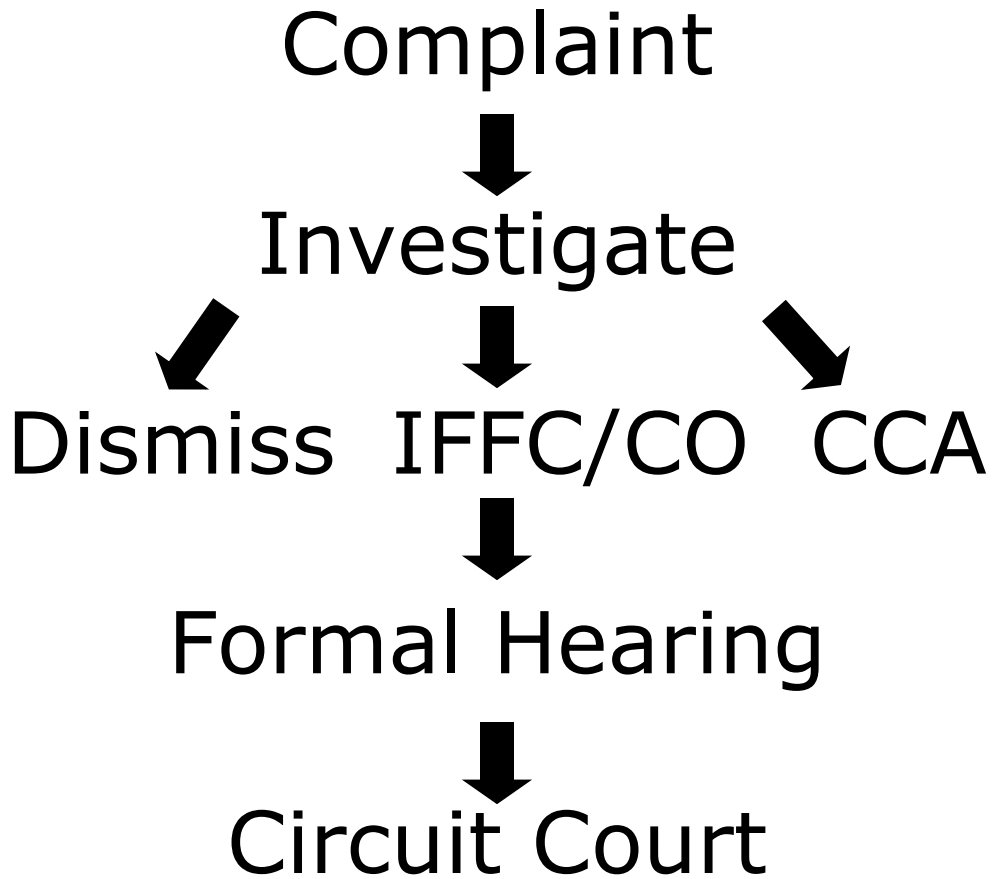 Complaint
Investigate
Dismiss IFFC/CO CCA
Formal Hearing
Circuit Court